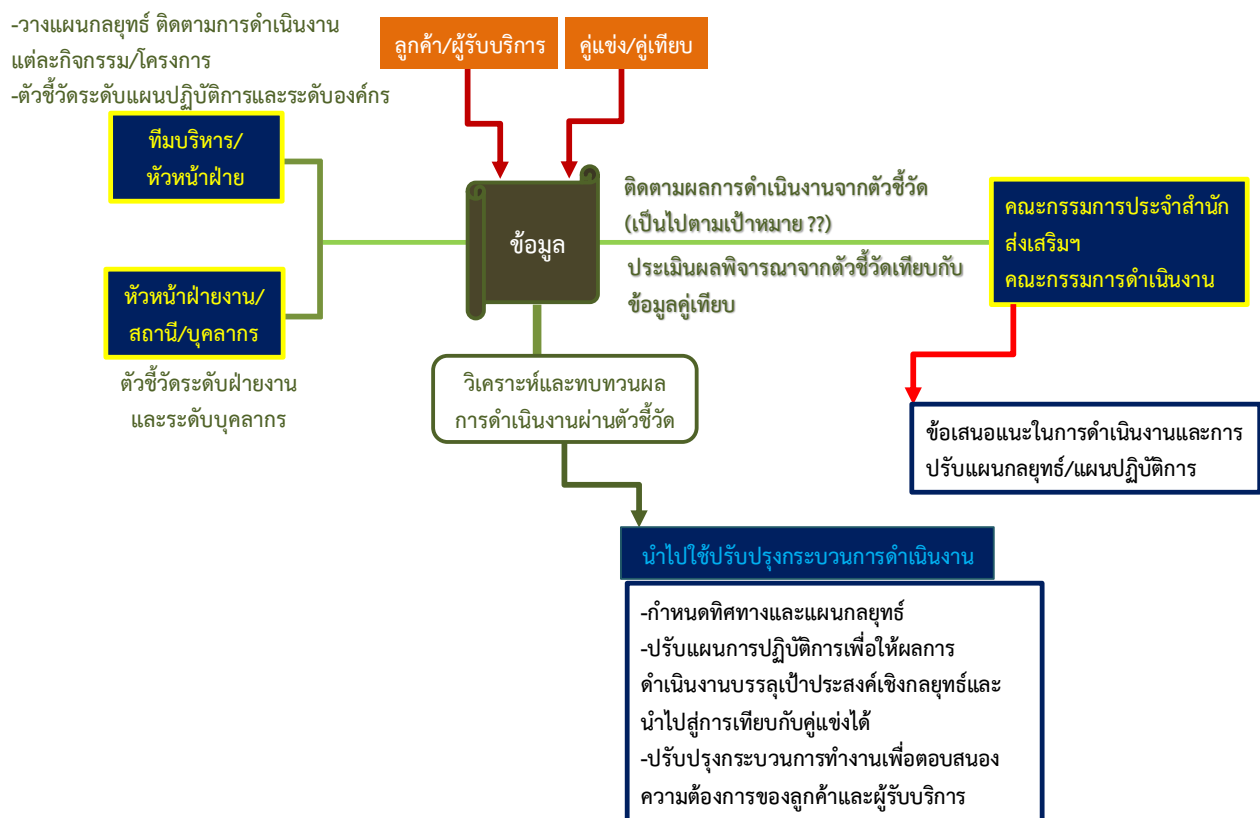 -วางแผนกลยุทธ์ ติดตามการดำเนินงาน
แต่ละกิจกรรม/โครงการ
-ตัวชี้วัดระดับแผนปฏิบัติการและระดับองค์กร
ลูกค้า/ผู้รับบริการ
คู่แข่ง/คู่เทียบ
ทีมบริหาร/
หัวหน้าฝ่าย
ข้อมูล
ติดตามผลการดำเนินงานจากตัวชี้วัด
(เป็นไปตามเป้าหมาย ??)
ประเมินผลพิจารณาจากตัวชี้วัดเทียบกับ
ข้อมูลคู่เทียบ
คณะกรรมการประจำสำนัก
ส่งเสริมฯ
คณะกรรมการดำเนินงาน
หัวหน้าฝ่ายงาน/
สถานี/บุคลากร
ตัวชี้วัดระดับฝ่ายงาน
และระดับบุคลากร
วิเคราะห์และทบทวนผล
การดำเนินงานผ่านตัวชี้วัด
ข้อเสนอแนะในการดำเนินงานและการ
ปรับแผนกลยุทธ์/แผนปฏิบัติการ
นำไปใช้ปรับปรุงกระบวนการดำเนินงาน
-กำหนดทิศทางและแผนกลยุทธ์
-ปรับแผนการปฏิบัติการเพื่อให้ผลการ
ดำเนินงานบรรลุเป้าประสงค์เชิงกลยุทธ์และ
นำไปสู่การเทียบกับคู่แข่งได้
-ปรับปรุงกระบวนการทำงานเพื่อตอบสนอง
ความต้องการของลูกค้าและผู้รับบริการ